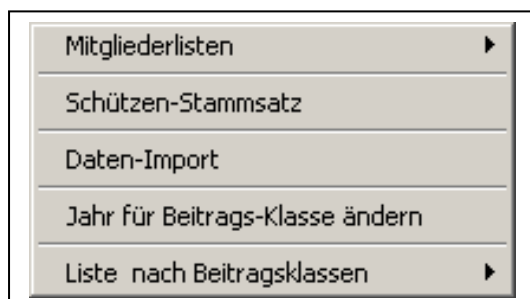 Mitgliederlisten
Schützen-Stammsatz
Daten-Import
Jahr für Beitrags-Klasse ändern
Liste  nach Beitragsklassen